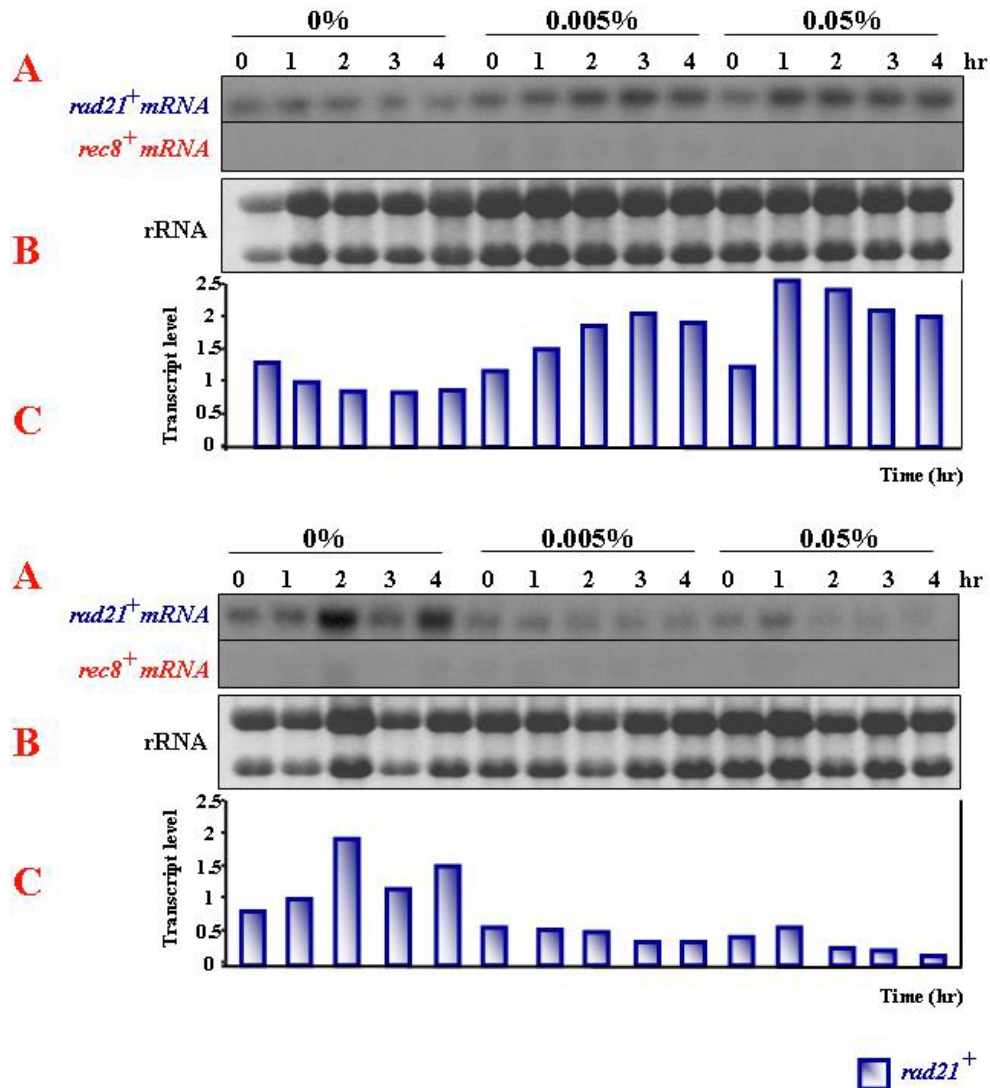 0% 0.005% 0.05%
A 0 1 2 3 4 0 1 2 3 4 0 1 2 3 4 hr
rad21+ mRNA
rec8+ mRNA
B rRNA
C Transcript level
2.5
2
1.5
1
0.5
0
Time (hr)
0% 0.005% 0.05%
A 0 1 2 3 4 0 1 2 3 4 0 1 2 3 4 hr
rad21+ mRNA
rec8+ mRNA
B rRNA
C Transcript level
2.5
2
1.5
1
0.5
0
Time (hr)
rad21+